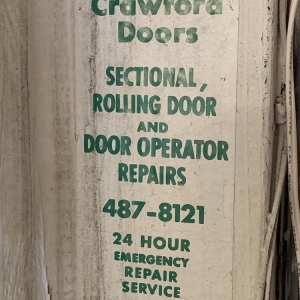 Crawford
Doors
SECTIONAL,
ROLLING DOOR
AND
DOOR OPERATOR
REPAIRS
487-8121
24 HOUR
EMERGENCY
REPAIR
SERVICE